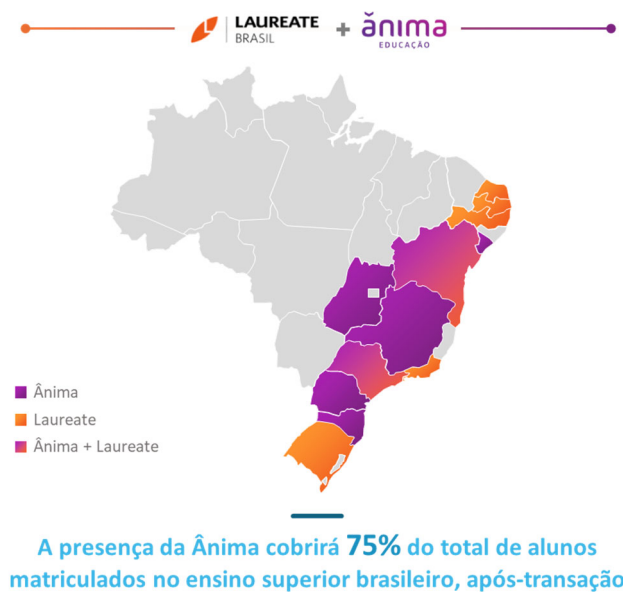 LAUREATE
BRASIL
+
ănima
EDUCAÇÃO
Ânima
Laureate
Ânima + Laureate
A presença da Ânima cobrirá 75% do total de alunos
matriculados no ensino superior brasileiro, após-transação